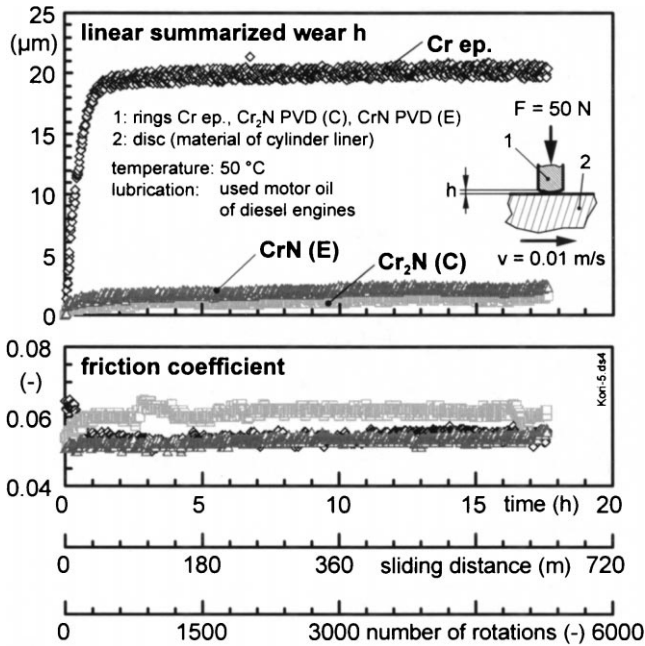 25
(μm)
20
15
10
5
0
linear summarized wear h
Cr ep.
1: rings Cr ep., Cr₂N PVD (C), CrN PVD (E)
2: disc (material of cylinder liner)
temperature: 50 °C
lubrication: used motor oil
of diesel engines
F = 50 N
1
2
h
v = 0.01 m/s
CrN (E)
Cr₂N (C)
0.08
(-)
0.06
0.04
friction coefficient
Kori-5 ds4
0 5 10 15 time (h) 20
0 180 360 sliding distance (m) 720
0 1500 3000 number of rotations (-) 6000